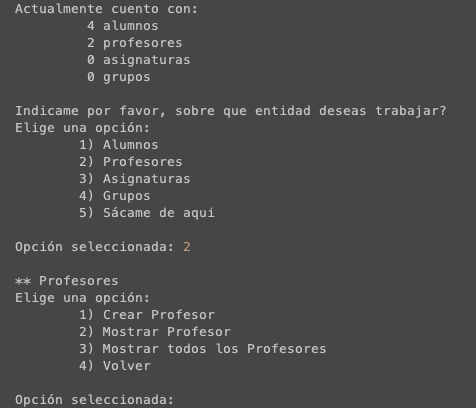 Actualmente cuento con:
4 alumnos
2 profesores
0 asignaturas
0 grupos
Indicame por favor, sobre que entidad deseas trabajar?
Elige una opción:
1) Alumnos
2) Profesores
3) Asignaturas
4) Grupos
5) Sácame de aqui
Opción seleccionada: 2
** Profesores
Elige una opción:
1) Crear Profesor
2) Mostrar Profesor
3) Mostrar todos los Profesores
4) Volver
Opción seleccionada: